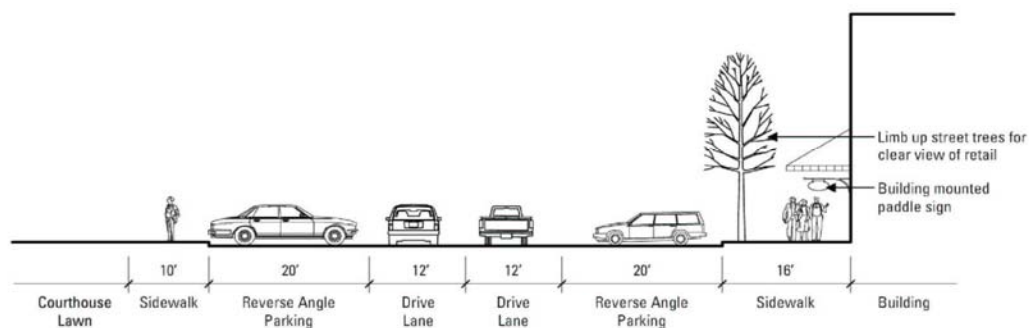 Limb up street trees for
clear view of retail
Building mounted
paddle sign
10' 20' 12' 12' 20' 16'
Courthouse Lawn
Sidewalk
Reverse Angle Parking
Drive Lane
Drive Lane
Reverse Angle Parking
Sidewalk
Building